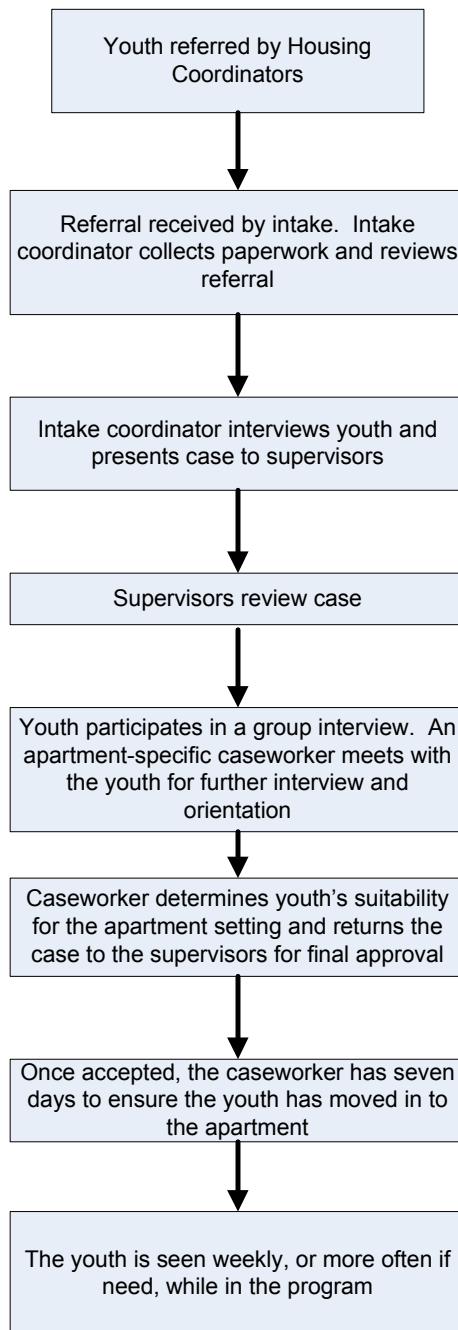 Youth referred by Housing
Coordinators
Referral received by intake.  Intake
coordinator collects paperwork and reviews
referral
Intake coordinator interviews youth and
presents case to supervisors
Supervisors review case
Youth participates in a group interview.  An
apartment-specific caseworker meets with
the youth for further interview and
orientation
Caseworker determines youth's suitability
for the apartment setting and returns the
case to the supervisors for final approval
Once accepted, the caseworker has seven
days to ensure the youth has moved in to
the apartment
The youth is seen weekly, or more often if
need, while in the program